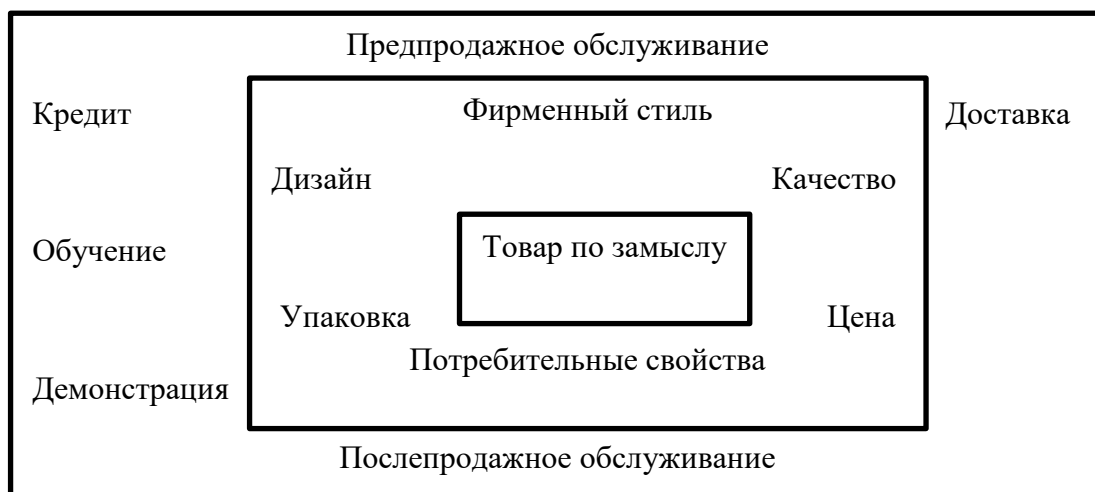 Предпродажное обслуживание
Кредит
Фирменный стиль
Доставка
Дизайн
Качество
Обучение
Товар по замыслу
Упаковка
Цена
Потребительные свойства
Демонстрация
Послепродажное обслуживание